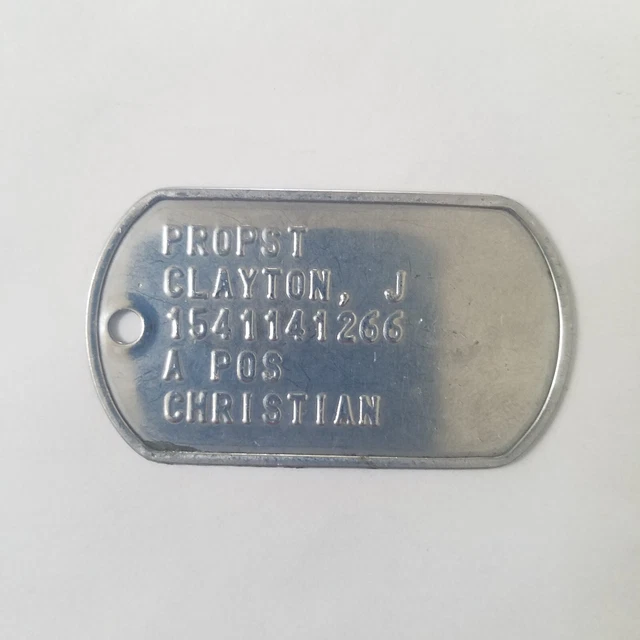 PROPST
CLAYTON, J
1541141266
A POS
CHRISTIAN